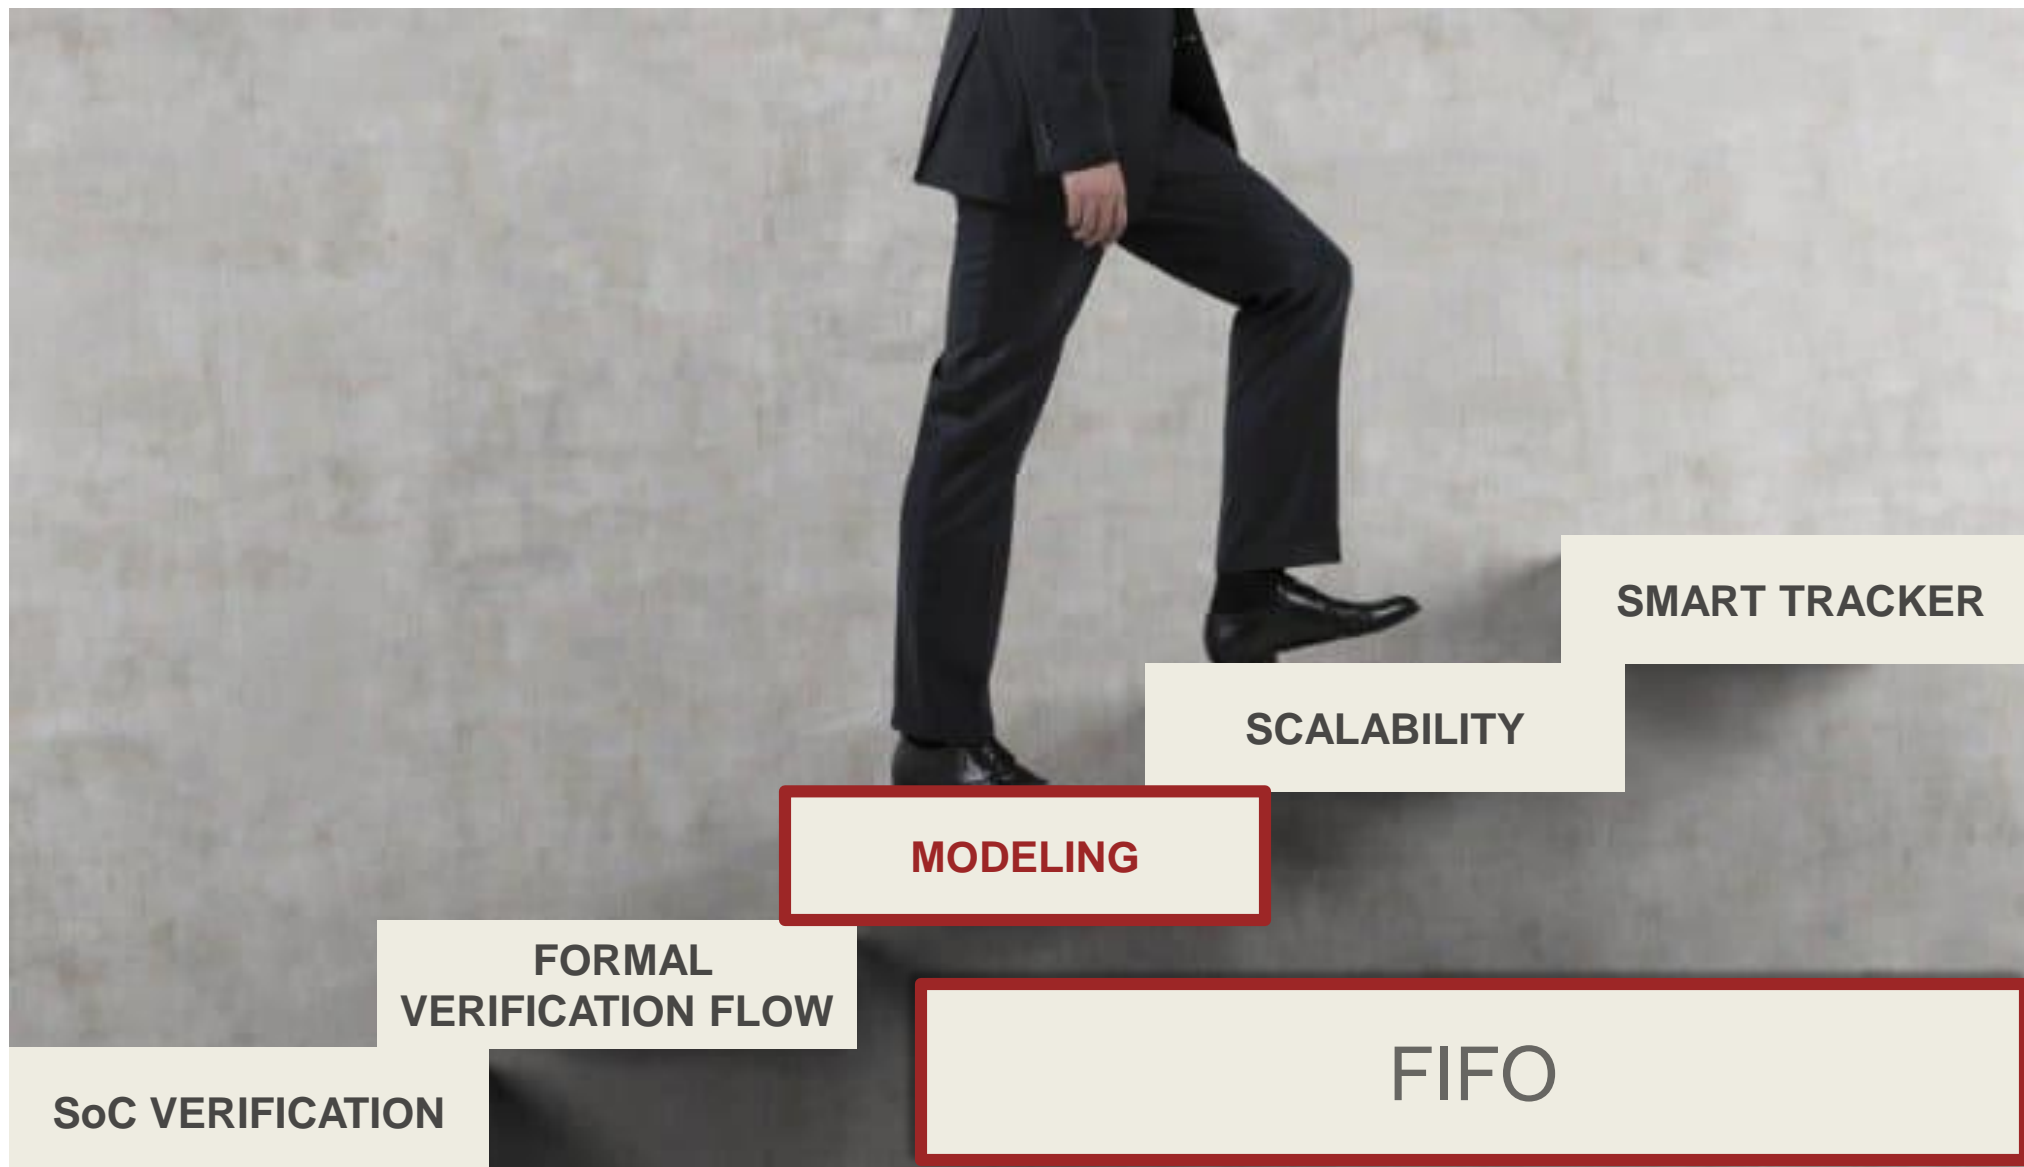 SMART TRACKER
SCALABILITY
MODELING
FORMAL
VERIFICATION FLOW
FIFO
SoC VERIFICATION